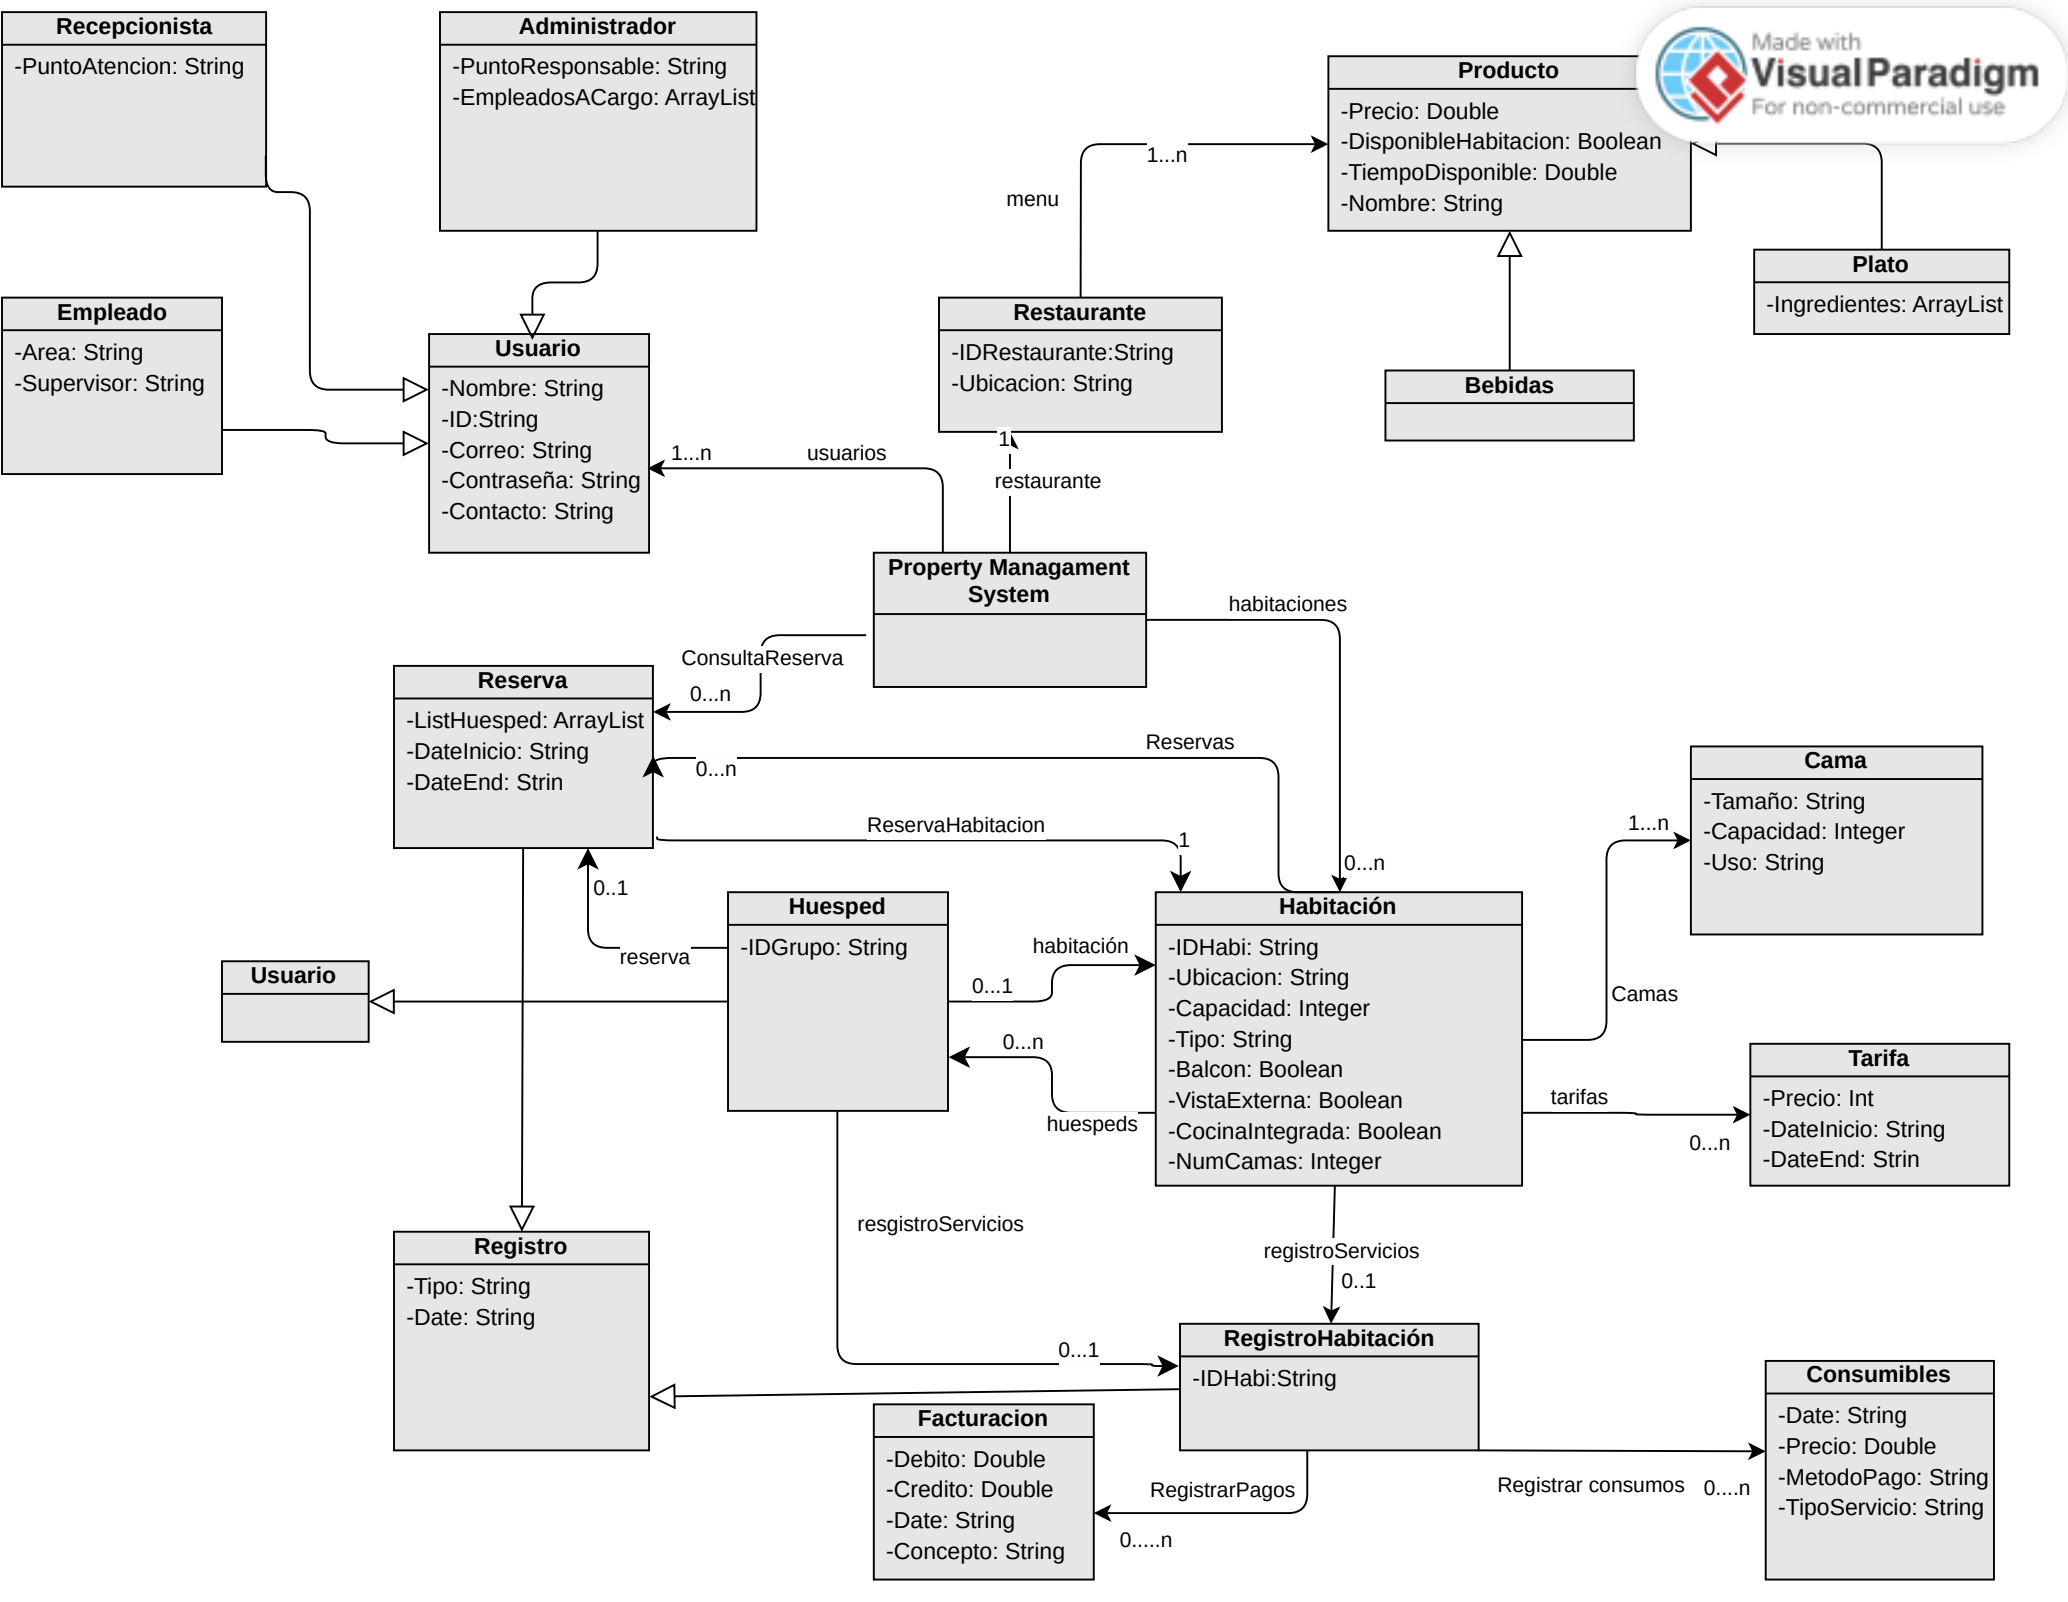 Recepcionista
-PuntoAtencion: String
Administrador
-PuntoResponsable: String
-EmpleadosACargo: ArrayList
Producto
-Precio: Double
-DisponibleHabitacion: Boolean
-TiempoDisponible: Double
-Nombre: String
Made with
Visual Paradigm
For non-commercial use
1...n
menu
Plato
-Ingredientes: ArrayList
Empleado
-Area: String
-Supervisor: String
Usuario
-Nombre: String
-ID:String
-Correo: String
-Contraseña: String
-Contacto: String
Restaurante
-IDRestaurante:String
-Ubicacion: String
Bebidas
1...n
usuarios
1
restaurante
Property Managament
System
habitaciones
ConsultaReserva
0...n
Reserva
-ListHuesped: ArrayList
-DateInicio: String
-DateEnd: Strin
Reservas
0...n
ReservaHabitacion
1
0...n
Cama
-Tamaño: String
-Capacidad: Integer
-Uso: String
1...n
Camas
0..1
reserva
Huesped
-IDGrupo: String
habitación
0...1
0...n
huespeds
Habitación
-IDHabi: String
-Ubicacion: String
-Capacidad: Integer
-Tipo: String
-Balcon: Boolean
-VistaExterna: Boolean
-CocinaIntegrada: Boolean
-NumCamas: Integer
Usuario
tarifas
0...n
Tarifa
-Precio: Int
-DateInicio: String
-DateEnd: Strin
resgistroServicios
registroServicios
0..1
Registro
-Tipo: String
-Date: String
0...1
RegistroHabitación
-IDHabi:String
Facturacion
-Debito: Double
-Credito: Double
-Date: String
-Concepto: String
RegistrarPagos
0.....n
Registrar consumos
0....n
Consumibles
-Date: String
-Precio: Double
-MetodoPago: String
-TipoServicio: String